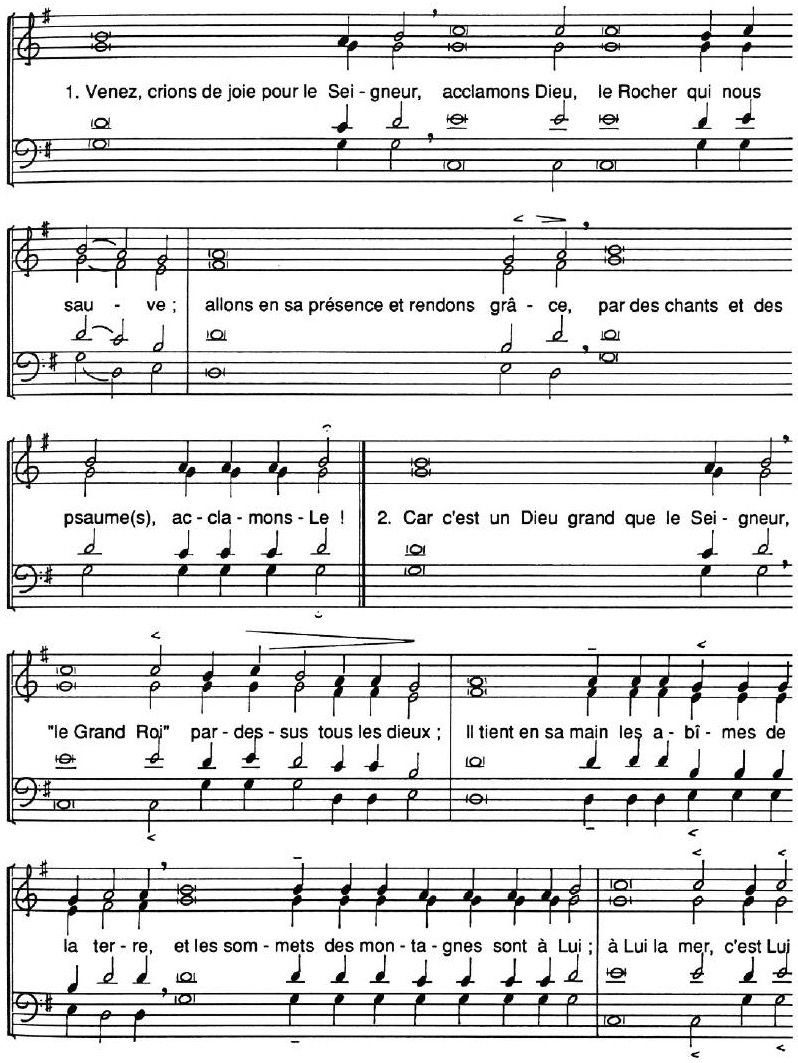 1. Venez, crions de joie pour le Sei - gneur, acclamons Dieu, le Rocher qui nous
sau - ve ; allons en sa présence et rendons grâ - ce, par des chants et des
psaume(s), ac - cla - mons - Le ! 2. Car c'est un Dieu grand que le Sei - gneur,
"le Grand Roi" par - des - sus tous les dieux ; Il tient en sa main les a - bî - mes de
la ter - re, et les som - mets des mon - ta - gnes sont à Lui ; à Lui la mer, c'est Lui